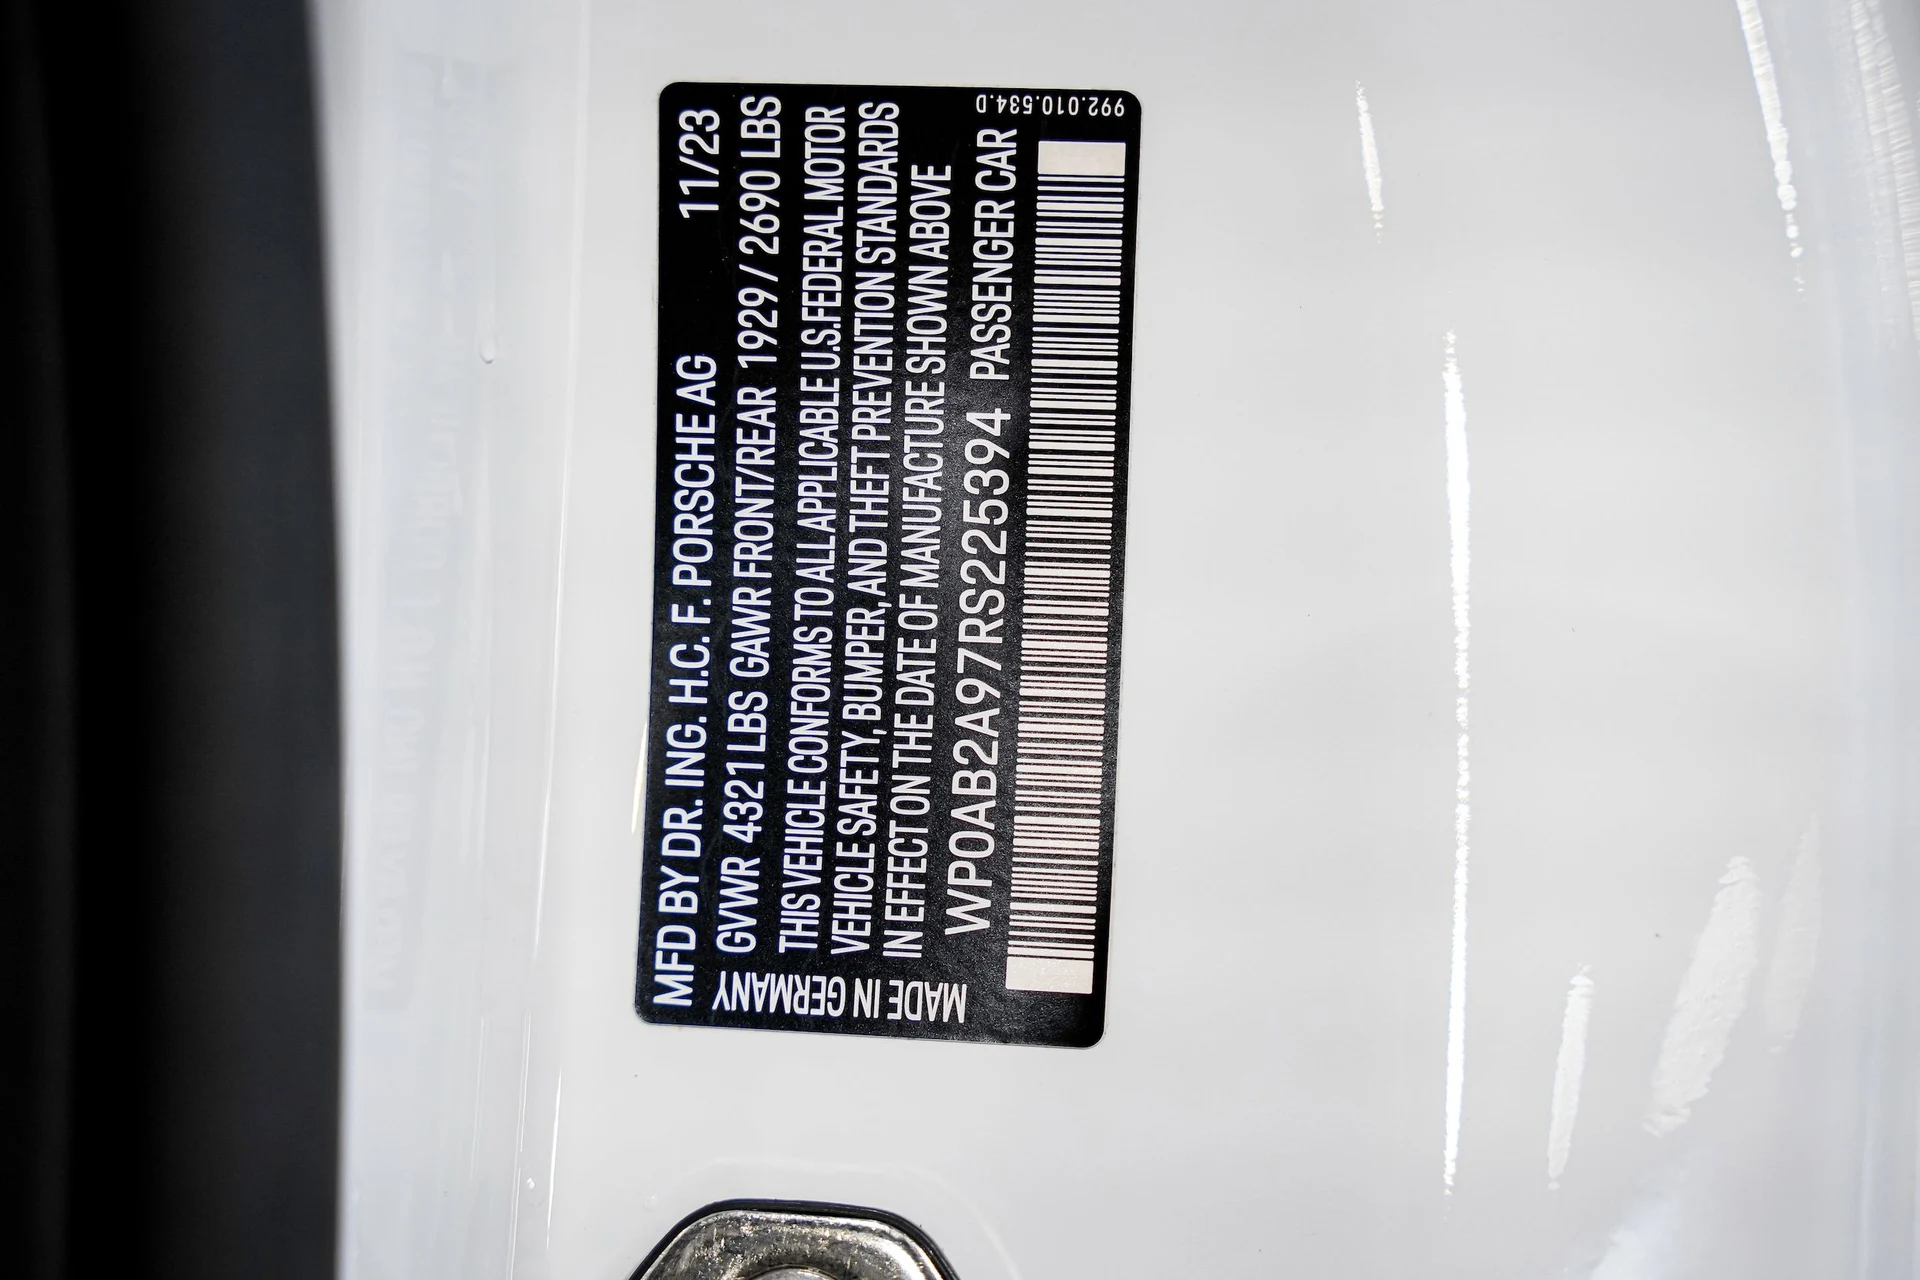 MFD BY DR. ING. H.C. F. PORSCHE AG 11/23
GVWR 4321 LBS GAWR FRONT/REAR 1929 / 2690 LBS
THIS VEHICLE CONFORMS TO ALL APPLICABLE U.S.FEDERAL MOTOR
VEHICLE SAFETY, BUMPER, AND THEFT PREVENTION STANDARDS
IN EFFECT ON THE DATE OF MANUFACTURE SHOWN ABOVE
WP0AB2A97RS225394 PASSENGER CAR
MADE IN GERMANY
992.010.534.D